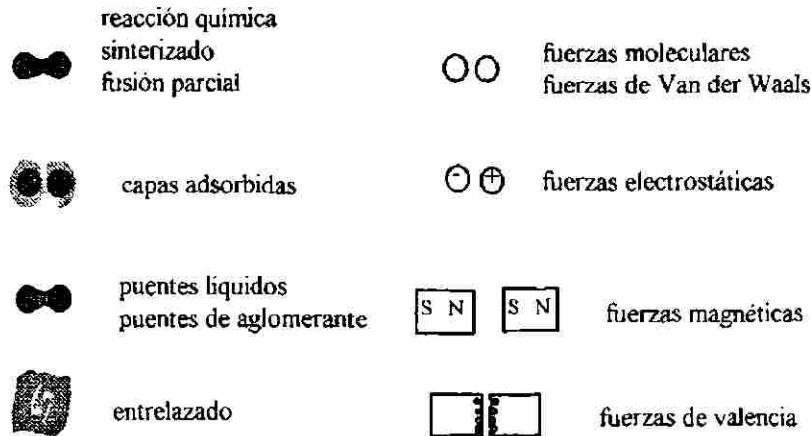 reacción química
sinterizado
fusión parcial
fuerzas moleculares
fuerzas de Van der Waals
capas adsorbidas
- +
fuerzas electrostáticas
puentes líquidos
puentes de aglomerante
S N S N
fuerzas magnéticas
entrelazado
fuerzas de valencia